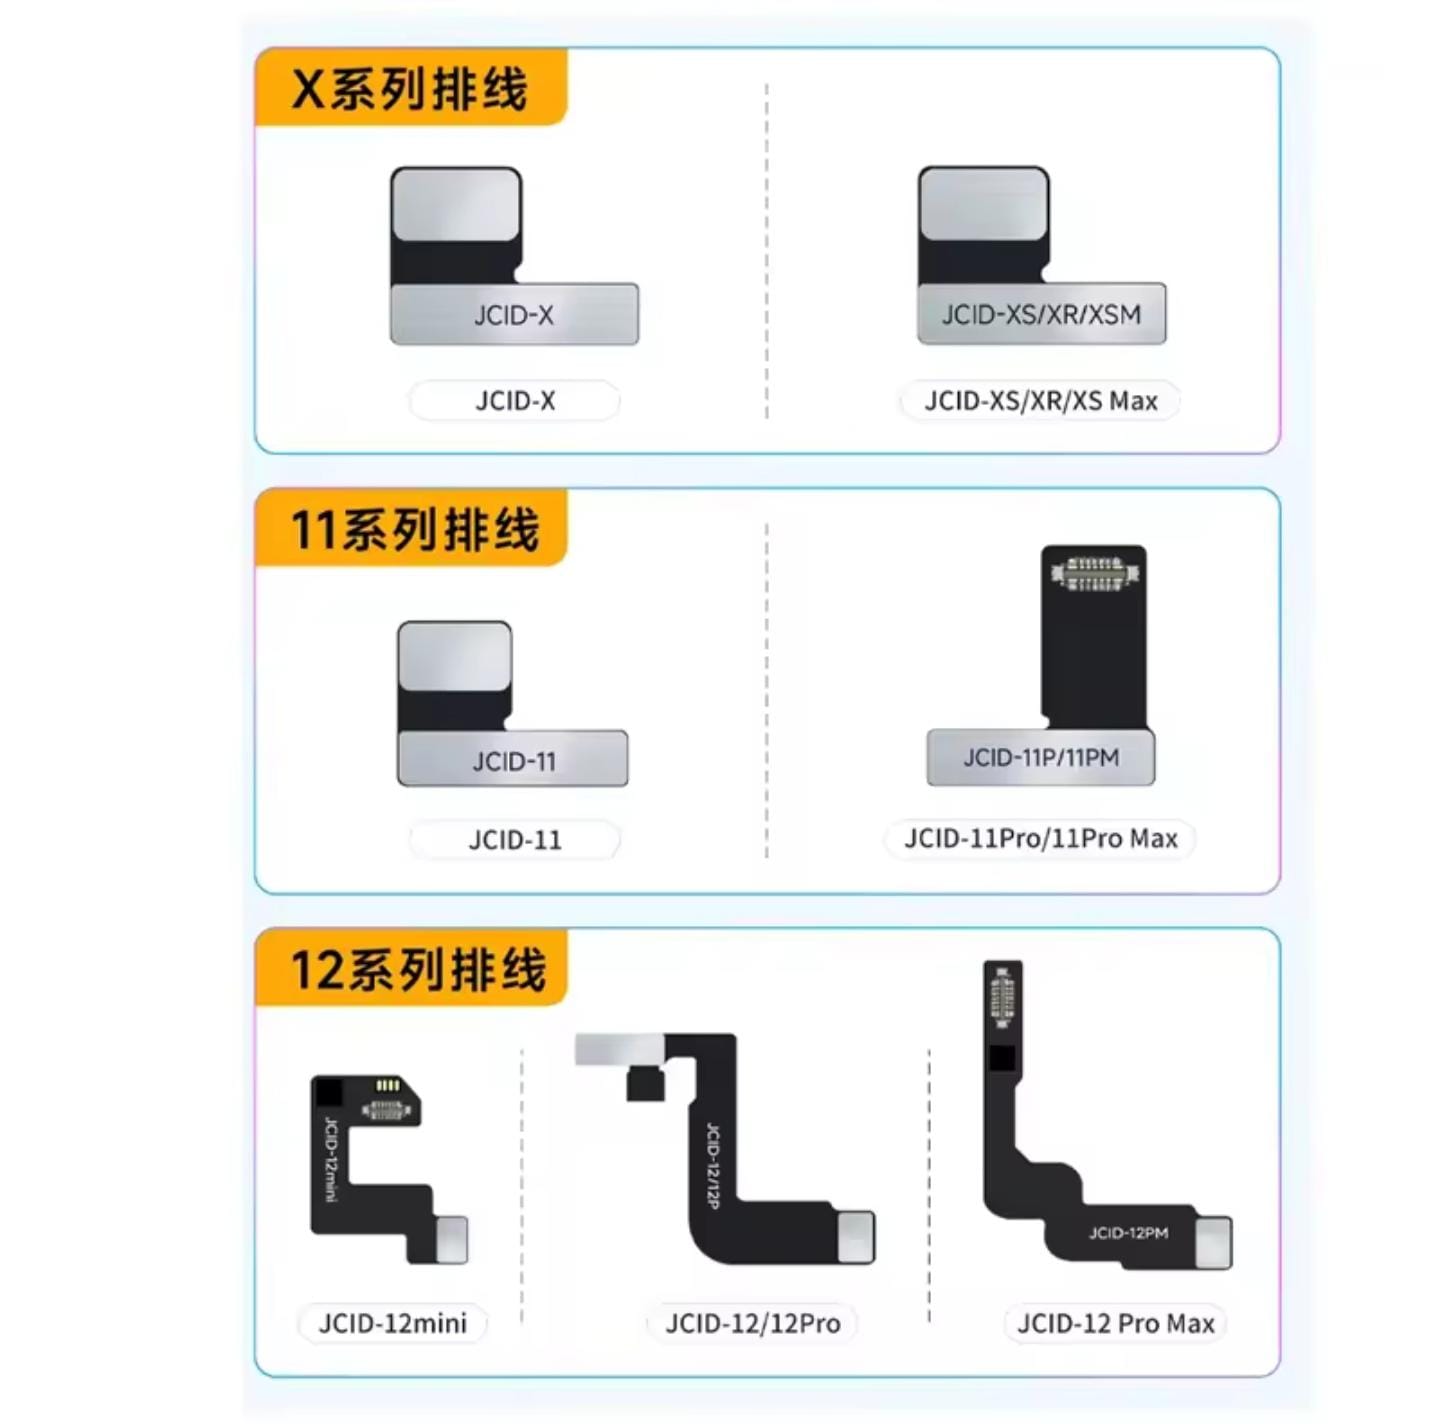 X系列排线
JCID-X
JCID-XS/XR/XSM
JCID-X
JCID-XS/XR/XS Max
11系列排线
JCID-11
JCID-11P/11PM
JCID-11
JCID-11Pro/11Pro Max
12系列排线
JCID-12mini
JCID-12/12P
JCID-12PM
JCID-12mini
JCID-12/12Pro
JCID-12 Pro Max